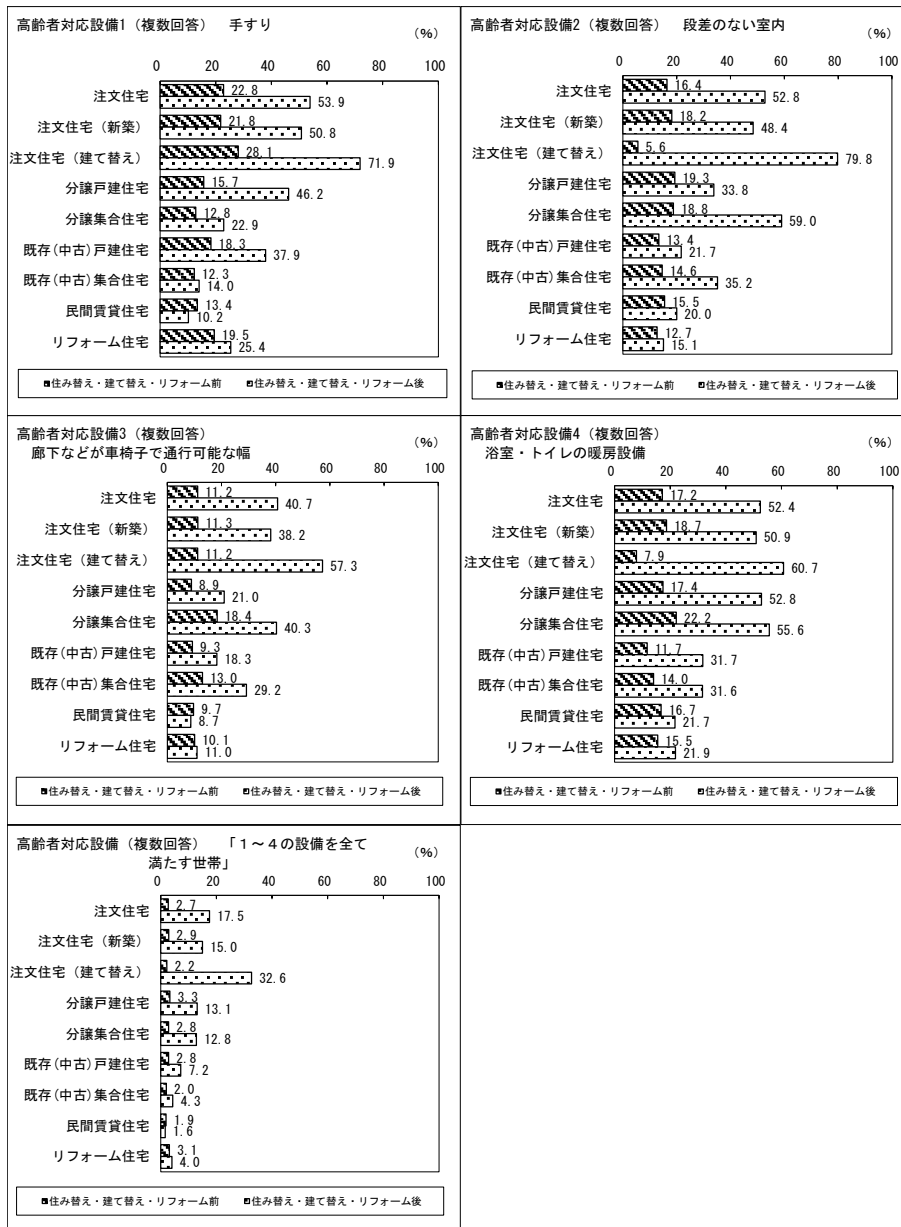 高齢者対応設備1（複数回答）　手すり
（％）
0 20 40 60 80 100
注文住宅 22.8 53.9
注文住宅（新築） 21.8 50.8
注文住宅（建て替え） 28.1 71.9
分譲戸建住宅 15.7 46.2
分譲集合住宅 12.8 22.9
既存(中古)戸建住宅 18.3 37.9
既存(中古)集合住宅 12.3 14.0
民間賃貸住宅 13.4 10.2
リフォーム住宅 19.5 25.4
住み替え・建て替え・リフォーム前 住み替え・建て替え・リフォーム後
高齢者対応設備2（複数回答）　段差のない室内
（％）
0 20 40 60 80 100
注文住宅 16.4 52.8
注文住宅（新築） 18.2 48.4
注文住宅（建て替え） 5.6 79.8
分譲戸建住宅 19.3 33.8
分譲集合住宅 18.8 59.0
既存(中古)戸建住宅 13.4 21.7
既存(中古)集合住宅 14.6 35.2
民間賃貸住宅 15.5 20.0
リフォーム住宅 12.7 15.1
住み替え・建て替え・リフォーム前 住み替え・建て替え・リフォーム後
高齢者対応設備3（複数回答）
廊下などが車椅子で通行可能な幅
（％）
0 20 40 60 80 100
注文住宅 11.2 40.7
注文住宅（新築） 11.3 38.2
注文住宅（建て替え） 11.2 57.3
分譲戸建住宅 8.9 21.0
分譲集合住宅 18.4 40.3
既存(中古)戸建住宅 9.3 18.3
既存(中古)集合住宅 13.0 29.2
民間賃貸住宅 9.7 8.7
リフォーム住宅 10.1 11.0
住み替え・建て替え・リフォーム前 住み替え・建て替え・リフォーム後
高齢者対応設備4（複数回答）
浴室・トイレの暖房設備
（％）
0 20 40 60 80 100
注文住宅 17.2 52.4
注文住宅（新築） 18.7 50.9
注文住宅（建て替え） 7.9 60.7
分譲戸建住宅 17.4 52.8
分譲集合住宅 22.2 55.6
既存(中古)戸建住宅 11.7 31.7
既存(中古)集合住宅 14.0 31.6
民間賃貸住宅 16.7 21.7
リフォーム住宅 15.5 21.9
住み替え・建て替え・リフォーム前 住み替え・建て替え・リフォーム後
高齢者対応設備（複数回答）　「１～４の設備を全て
満たす世帯」
（％）
0 20 40 60 80 100
注文住宅 2.7 17.5
注文住宅（新築） 2.9 15.0
注文住宅（建て替え） 2.2 32.6
分譲戸建住宅 3.3 13.1
分譲集合住宅 2.8 12.8
既存(中古)戸建住宅 2.8 7.2
既存(中古)集合住宅 2.0 4.3
民間賃貸住宅 1.9 1.6
リフォーム住宅 3.1 4.0
住み替え・建て替え・リフォーム前 住み替え・建て替え・リフォーム後